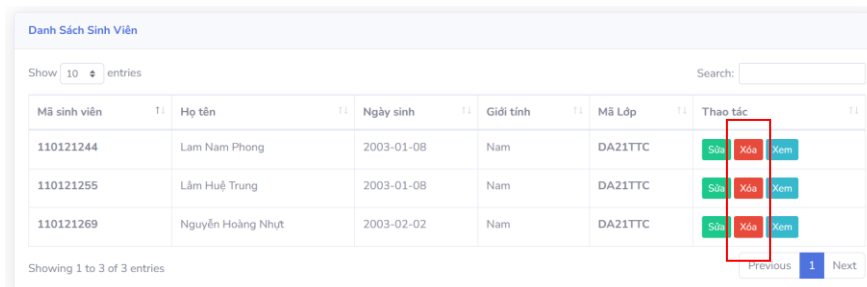 Danh Sách Sinh Viên
Show 10 entries Search:
Mã sinh viên Họ tên Ngày sinh Giới tính Mã Lớp Thao tác
110121244 Lam Nam Phong 2003-01-08 Nam DA21TTC Sửa Xóa Xem
110121255 Lâm Huệ Trung 2003-01-08 Nam DA21TTC Sửa Xóa Xem
110121269 Nguyễn Hoàng Nhựt 2003-02-02 Nam DA21TTC Sửa Xóa Xem
Showing 1 to 3 of 3 entries Previous 1 Next